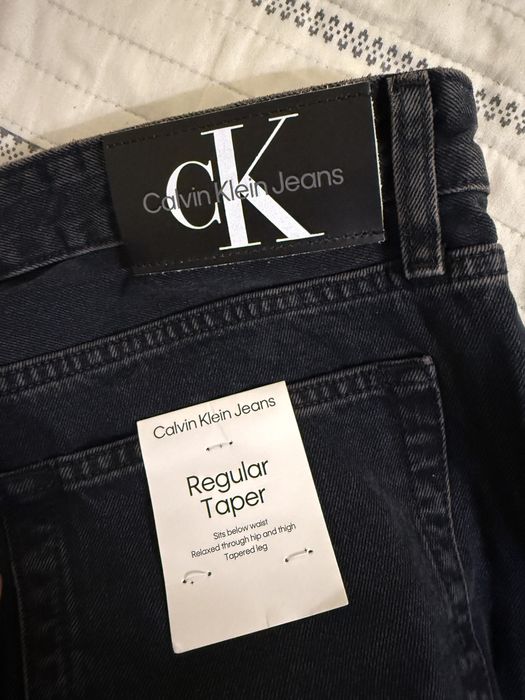 CK
Calvin Klein Jeans
Calvin Klein Jeans
Regular
Taper
Sits below waist
Relaxed through hip and thigh
Tapered leg